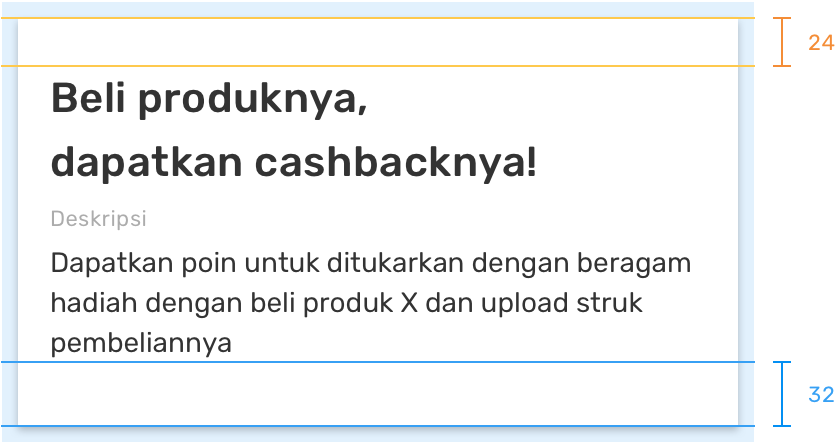 24
Beli produknya,
dapatkan cashbacknya!
Deskripsi
Dapatkan poin untuk ditukarkan dengan beragam
hadiah dengan beli produk X dan upload struk
pembeliannya
32